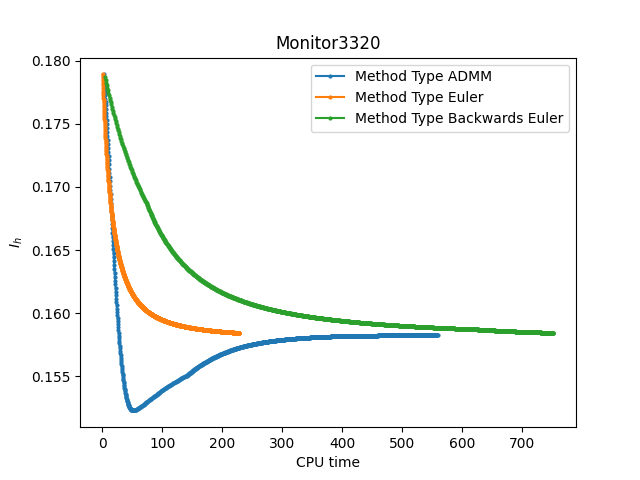 Monitor3320
Method Type ADMM
Method Type Euler
Method Type Backwards Euler
0.180
0.175
0.170
0.165
0.160
0.155
I_h
0
100
200
300
400
500
600
700
CPU time